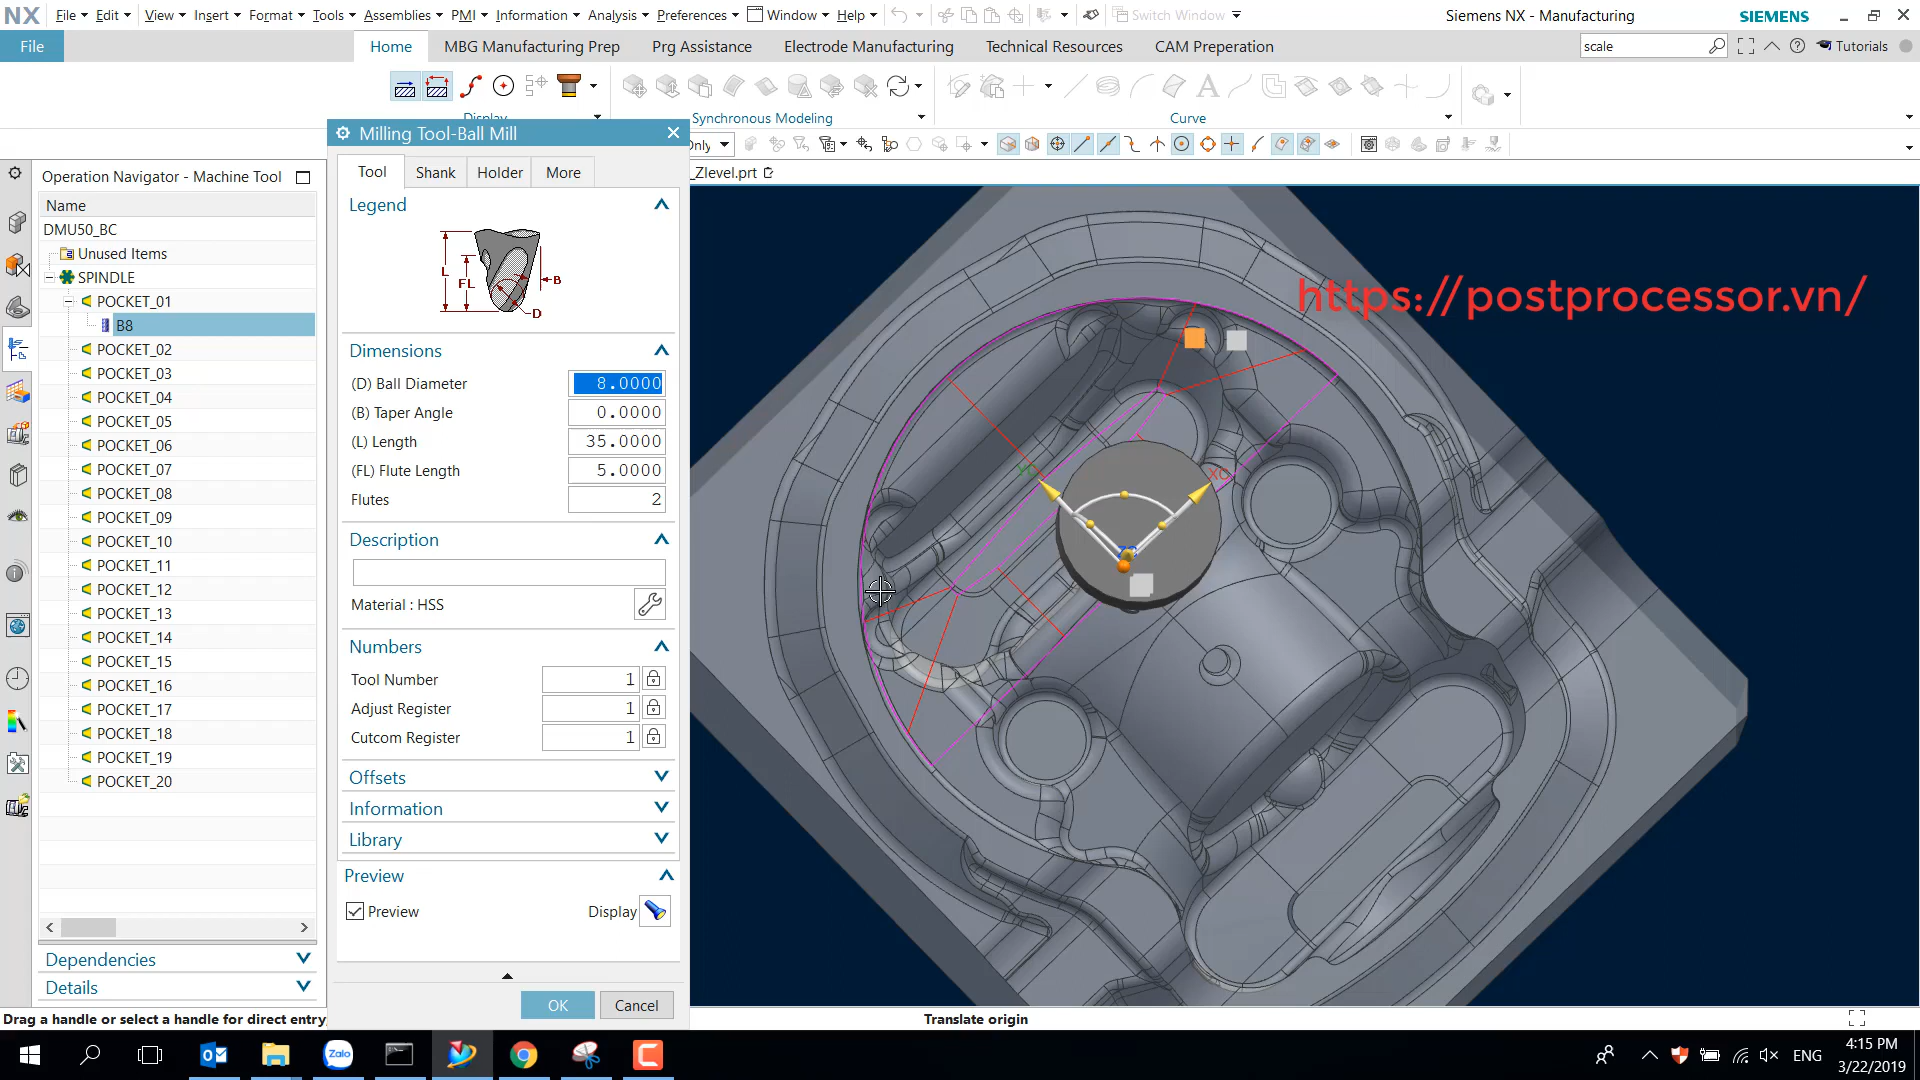 NX File Edit View Insert Format Tools Assemblies PMI Information Analysis Preferences Window Help Switch Window Siemens NX - Manufacturing SIEMENS
File Home MBG Manufacturing Prep Prg Assistance Electrode Manufacturing Technical Resources CAM Preperation scale Tutorials
Display Synchronous Modeling Curve
Milling Tool-Ball Mill
Only
_Zlevel.prt
Tool Shank Holder More
Operation Navigator - Machine Tool
Name
DMU50_BC
Unused Items
SPINDLE
POCKET_01
B8
POCKET_02
POCKET_03
POCKET_04
POCKET_05
POCKET_06
POCKET_07
POCKET_08
POCKET_09
POCKET_10
POCKET_11
POCKET_12
POCKET_13
POCKET_14
POCKET_15
POCKET_16
POCKET_17
POCKET_18
POCKET_19
POCKET_20
Dependencies
Details
Legend
L FL B D
Dimensions
(D) Ball Diameter 8.0000
(B) Taper Angle 0.0000
(L) Length 35.0000
(FL) Flute Length 5.0000
Flutes 2
Description
Material : HSS
Numbers
Tool Number 1
Adjust Register 1
Cutcom Register 1
Offsets
Information
Library
Preview
Preview Display
OK Cancel
https://postprocessor.vn/
YC XC
Drag a handle or select a handle for direct entry
Translate origin
Zalo
ENG
4:15 PM
3/22/2019